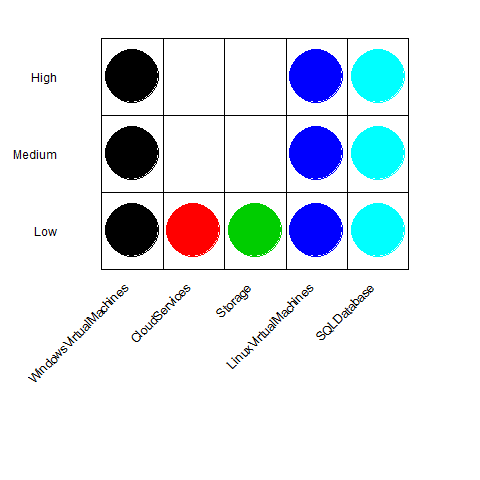 High
Medium
Low
WindowsVirtualMachines
CloudServices
Storage
LinuxVirtualMachines
SQLDatabase